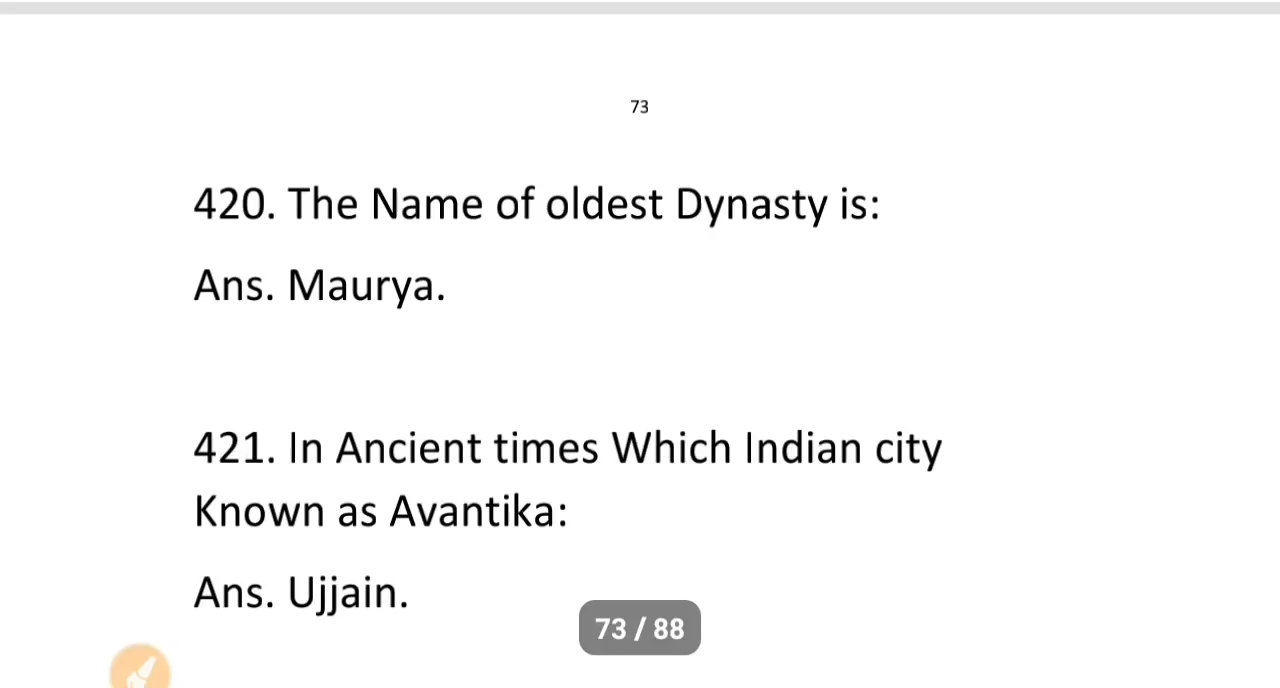 73
420. The Name of oldest Dynasty is:
Ans. Maurya.
421. In Ancient times Which Indian city
Known as Avantika:
Ans. Ujjain.
73 / 88